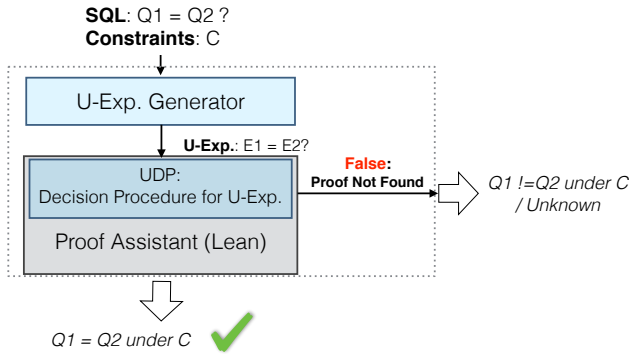 SQL: Q1 = Q2 ?
Constraints: C
U-Exp. Generator
U-Exp.: E1 = E2?
UDP:
Decision Procedure for U-Exp.
Proof Assistant (Lean)
False:
Proof Not Found
Q1 !=Q2 under C
/ Unknown
Q1 = Q2 under C